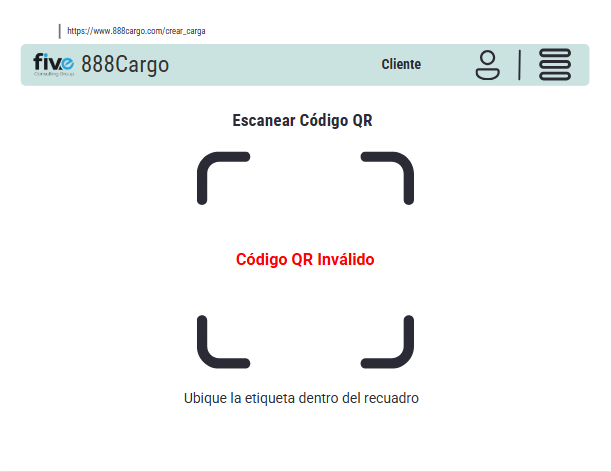 https://www.888cargo.com/crear_carga
five
Consulting Group
888Cargo
Cliente
Escanear Código QR
Código QR Inválido
Ubique la etiqueta dentro del recuadro